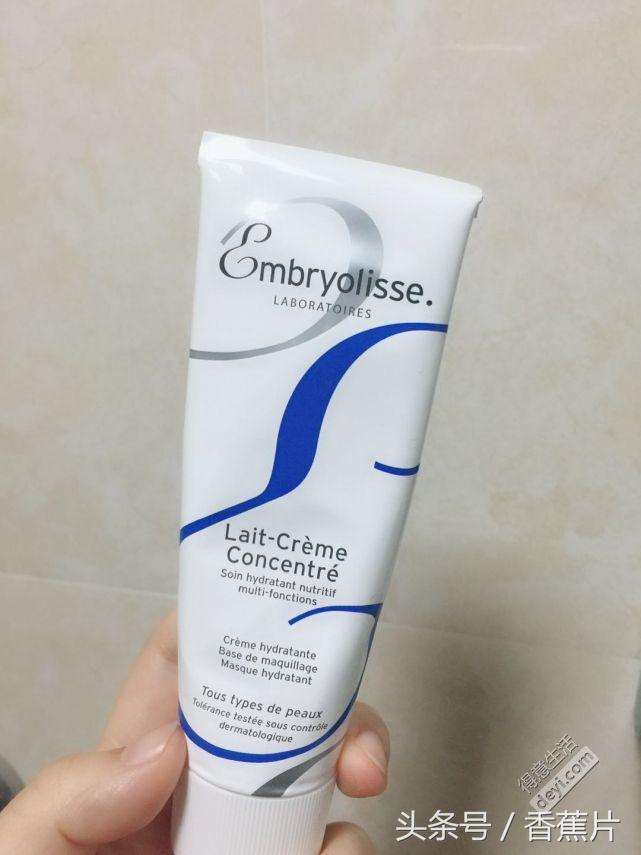 Embryolisse.
LABORATOIRES
Lait-Crème
Concentré
Soin hydratant nutritif
multi-fonctions
Crème hydratante
Base de maquillage
Masque hydratant
Tous types de peaux
Tolérance testée sous contrôle
dermatologique
得意生活
deyi.com
头条号 / 香蕉片